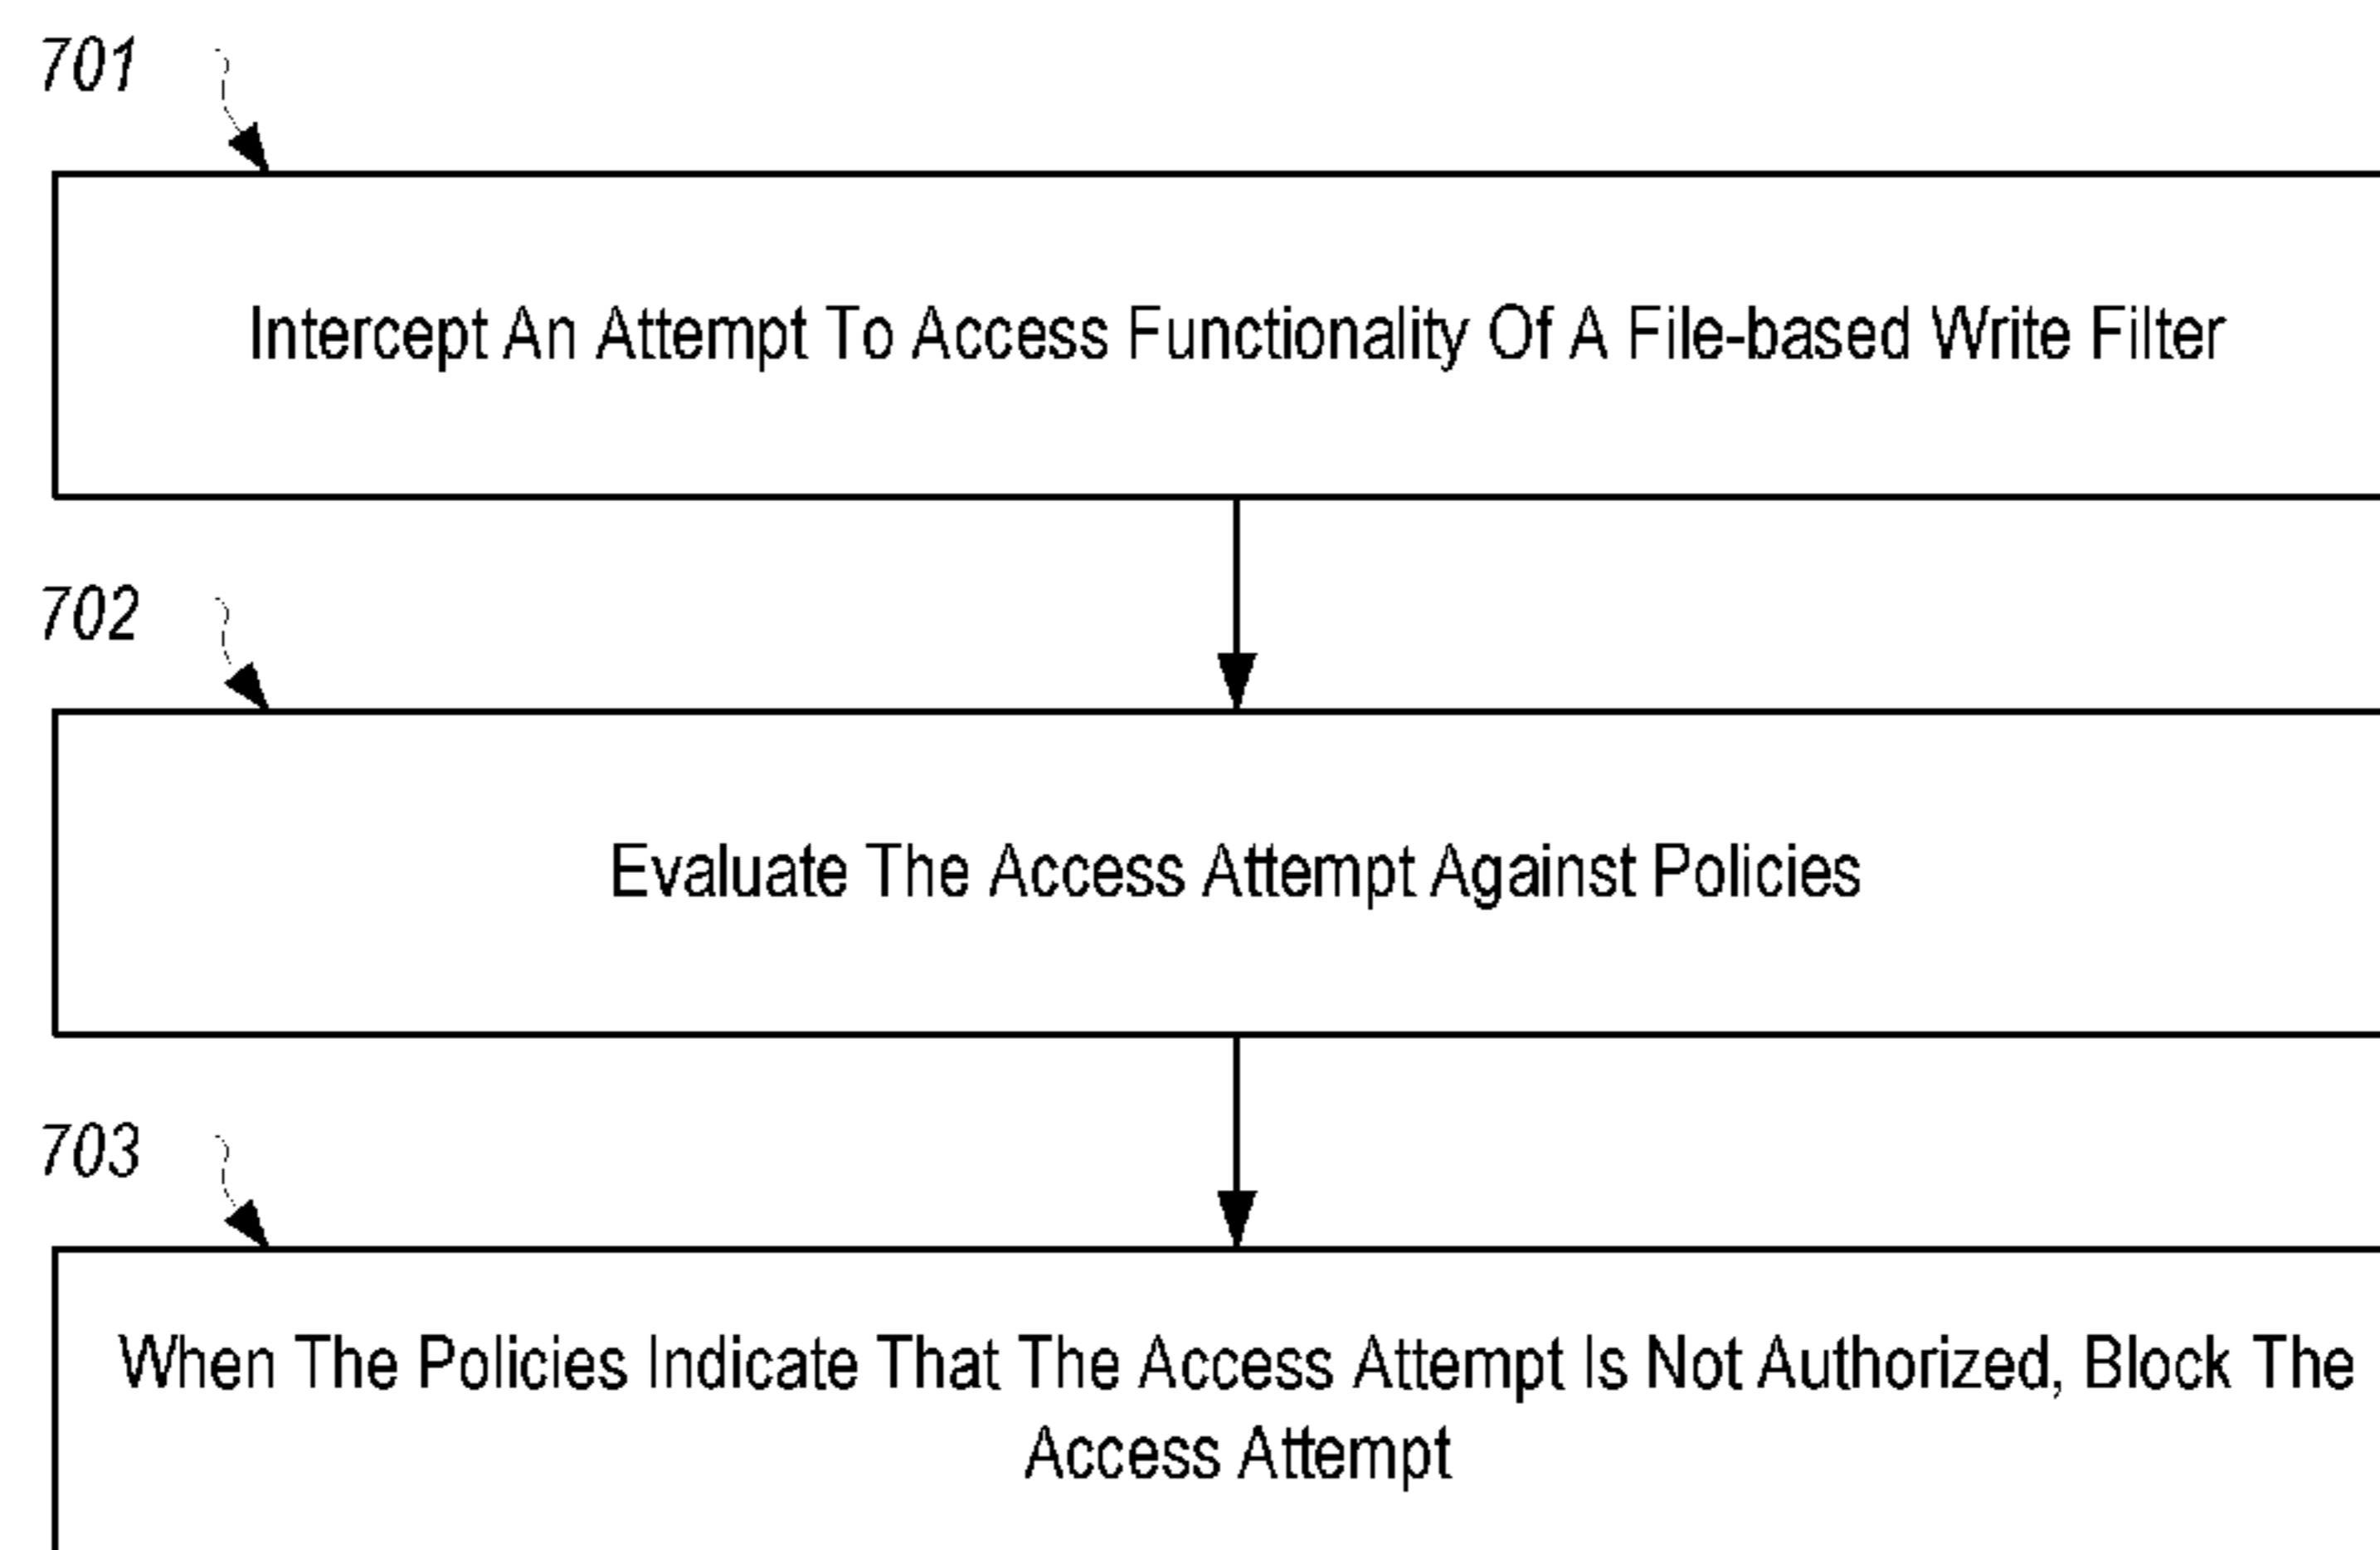 701
Intercept An Attempt To Access Functionality Of A File-based Write Filter
702
Evaluate The Access Attempt Against Policies
703
When The Policies Indicate That The Access Attempt Is Not Authorized, Block The
Access Attempt